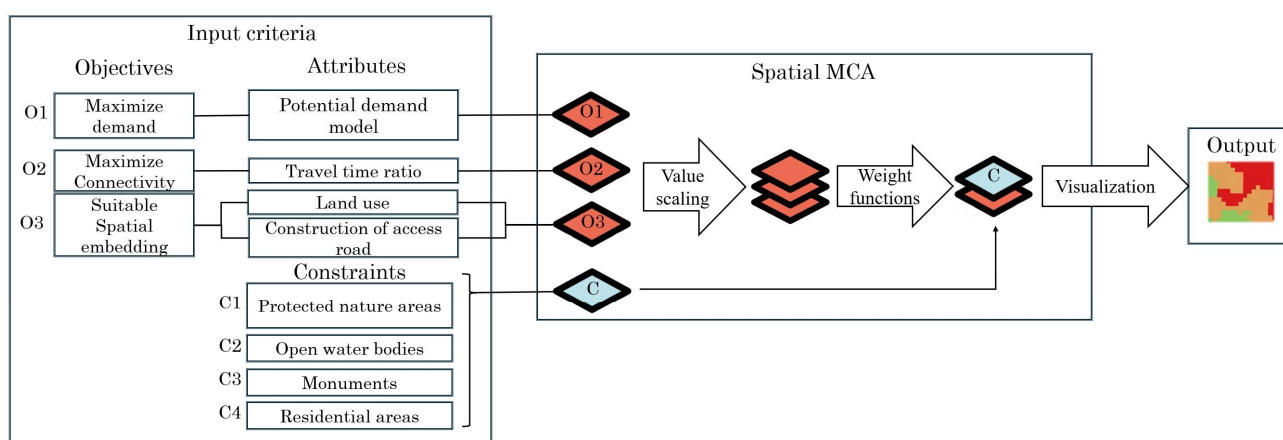 Input criteria
Objectives
Attributes
O1
Maximize
demand
Potential demand
model
O2
Maximize
Connectivity
Travel time ratio
O3
Suitable
Spatial
embedding
Land use
Construction of access
road
Constraints
C1
Protected nature areas
C2
Open water bodies
C3
Monuments
C4
Residential areas
Spatial MCA
O1
O2
O3
C
Value
scaling
Weight
functions
C
Visualization
Output